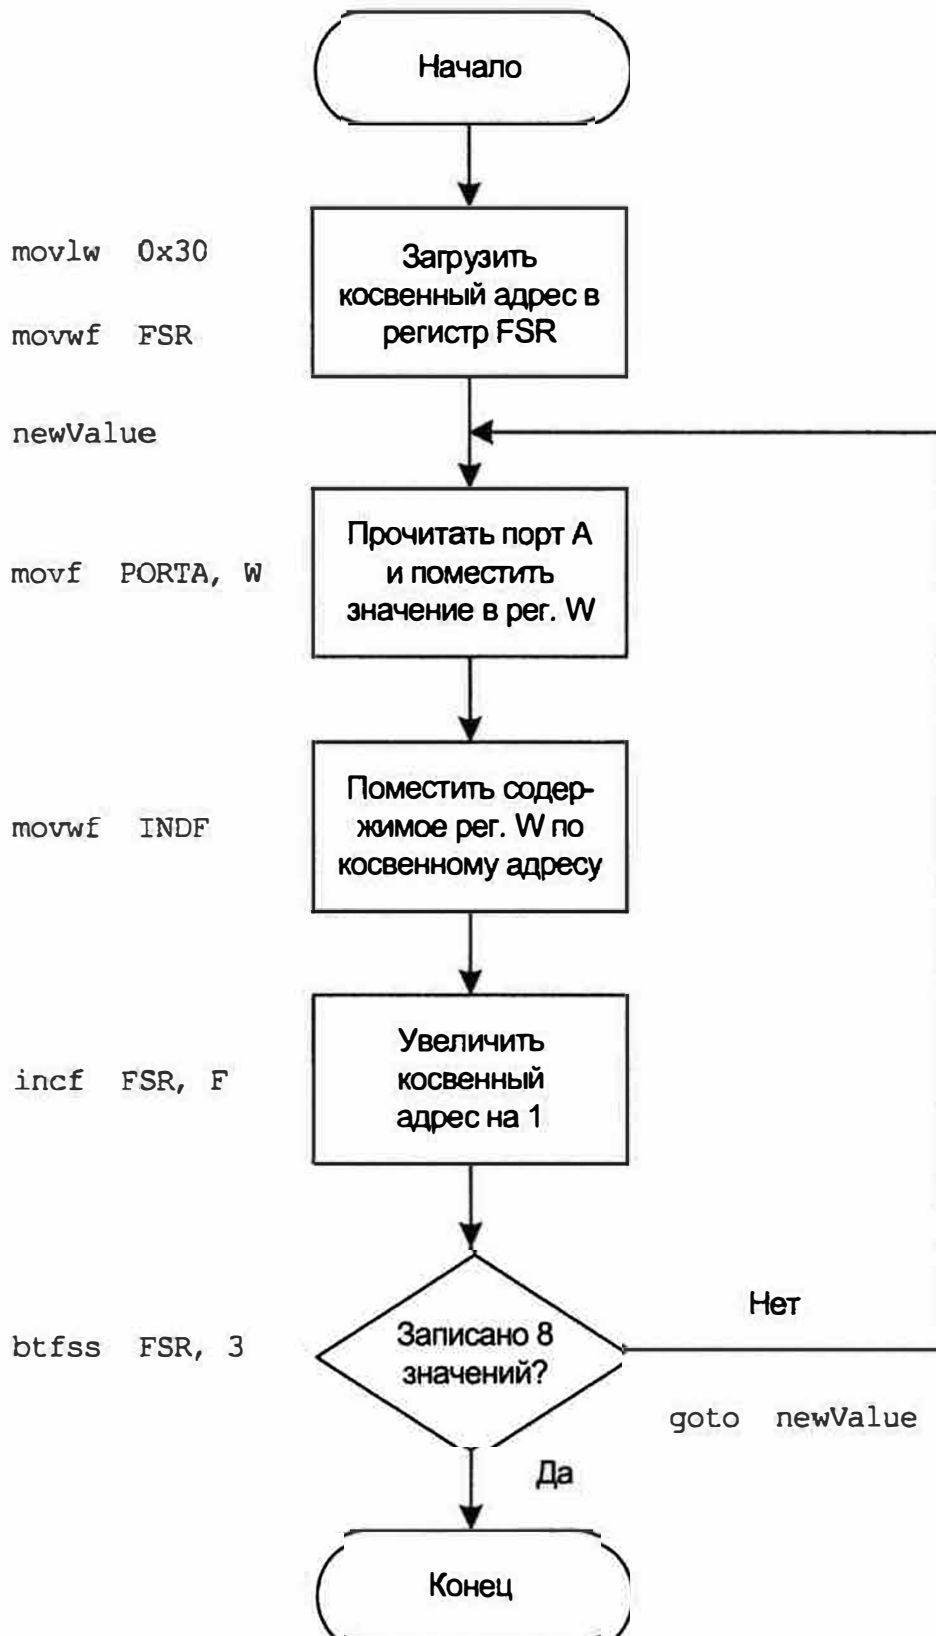 Начало
movlw 0x30
movwf FSR
Загрузить
косвенный адрес в
регистр FSR
newValue
movf PORTA, W
Прочитать порт А
и поместить
значение в рег. W
movwf INDF
Поместить содер-
жимое рег. W по
косвенному адресу
incf FSR, F
Увеличить
косвенный
адрес на 1
btfss FSR, 3
Записано 8
значений?
Нет
goto newValue
Да
Конец